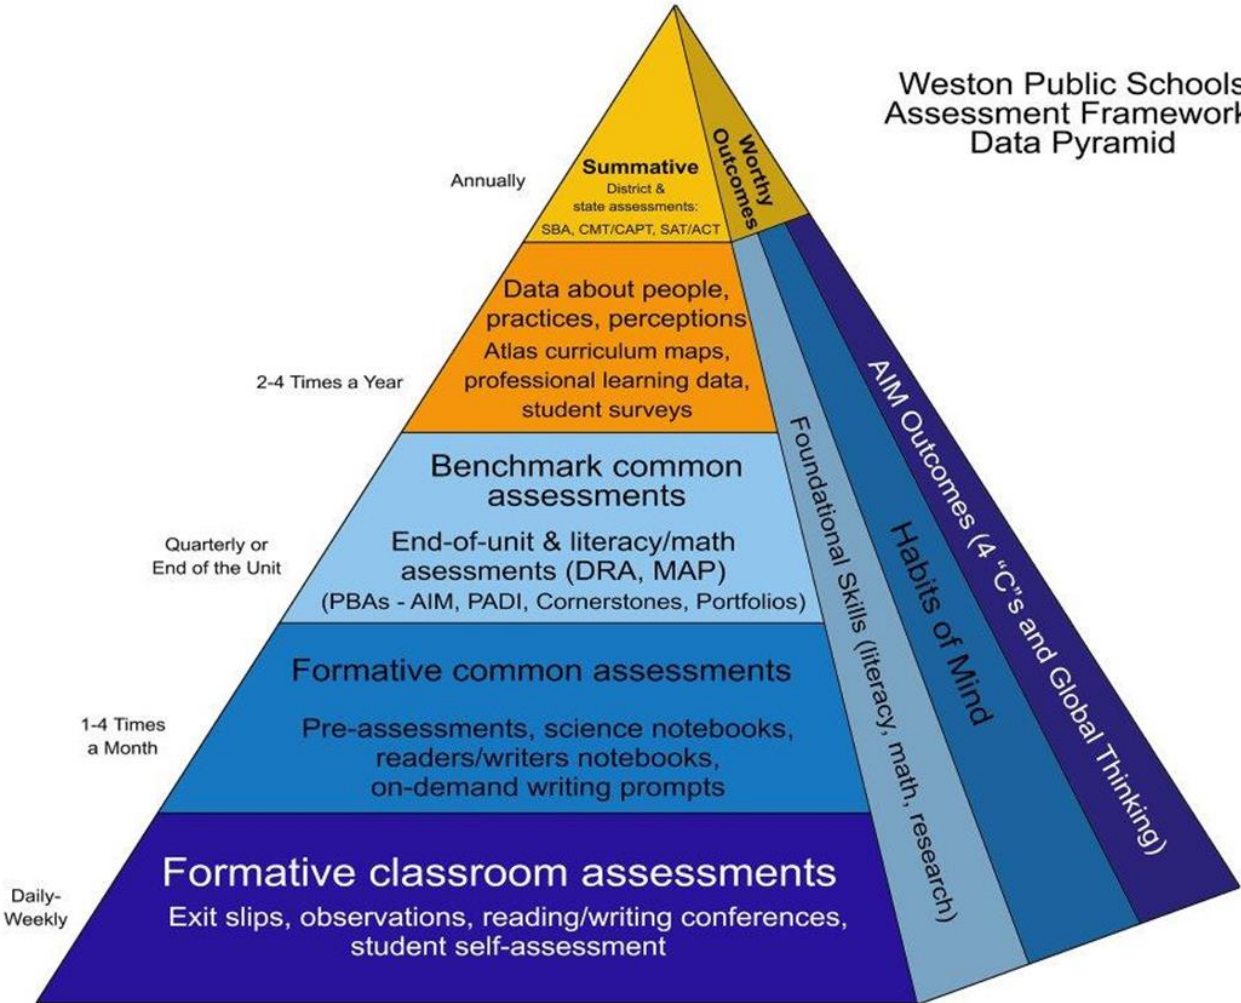 Weston Public Schools
Assessment Framework
Data Pyramid
Annually
Summative
District &
state assessments:
SBA, CMT/CAPT, SAT/ACT
Worthy
Outcomes
2-4 Times a Year
Data about people,
practices, perceptions
Atlas curriculum maps,
professional learning data,
student surveys
Quarterly or
End of the Unit
Benchmark common
assessments
End-of-unit & literacy/math
asessments (DRA, MAP)
(PBAs - AIM, PADI, Cornerstones, Portfolios)
1-4 Times
a Month
Formative common assessments
Pre-assessments, science notebooks,
readers/writers notebooks,
on-demand writing prompts
Daily-
Weekly
Formative classroom assessments
Exit slips, observations, reading/writing conferences,
student self-assessment
Foundational Skills (literacy, math, research)
Habits of Mind
AIM Outcomes (4 “C”s and Global Thinking)